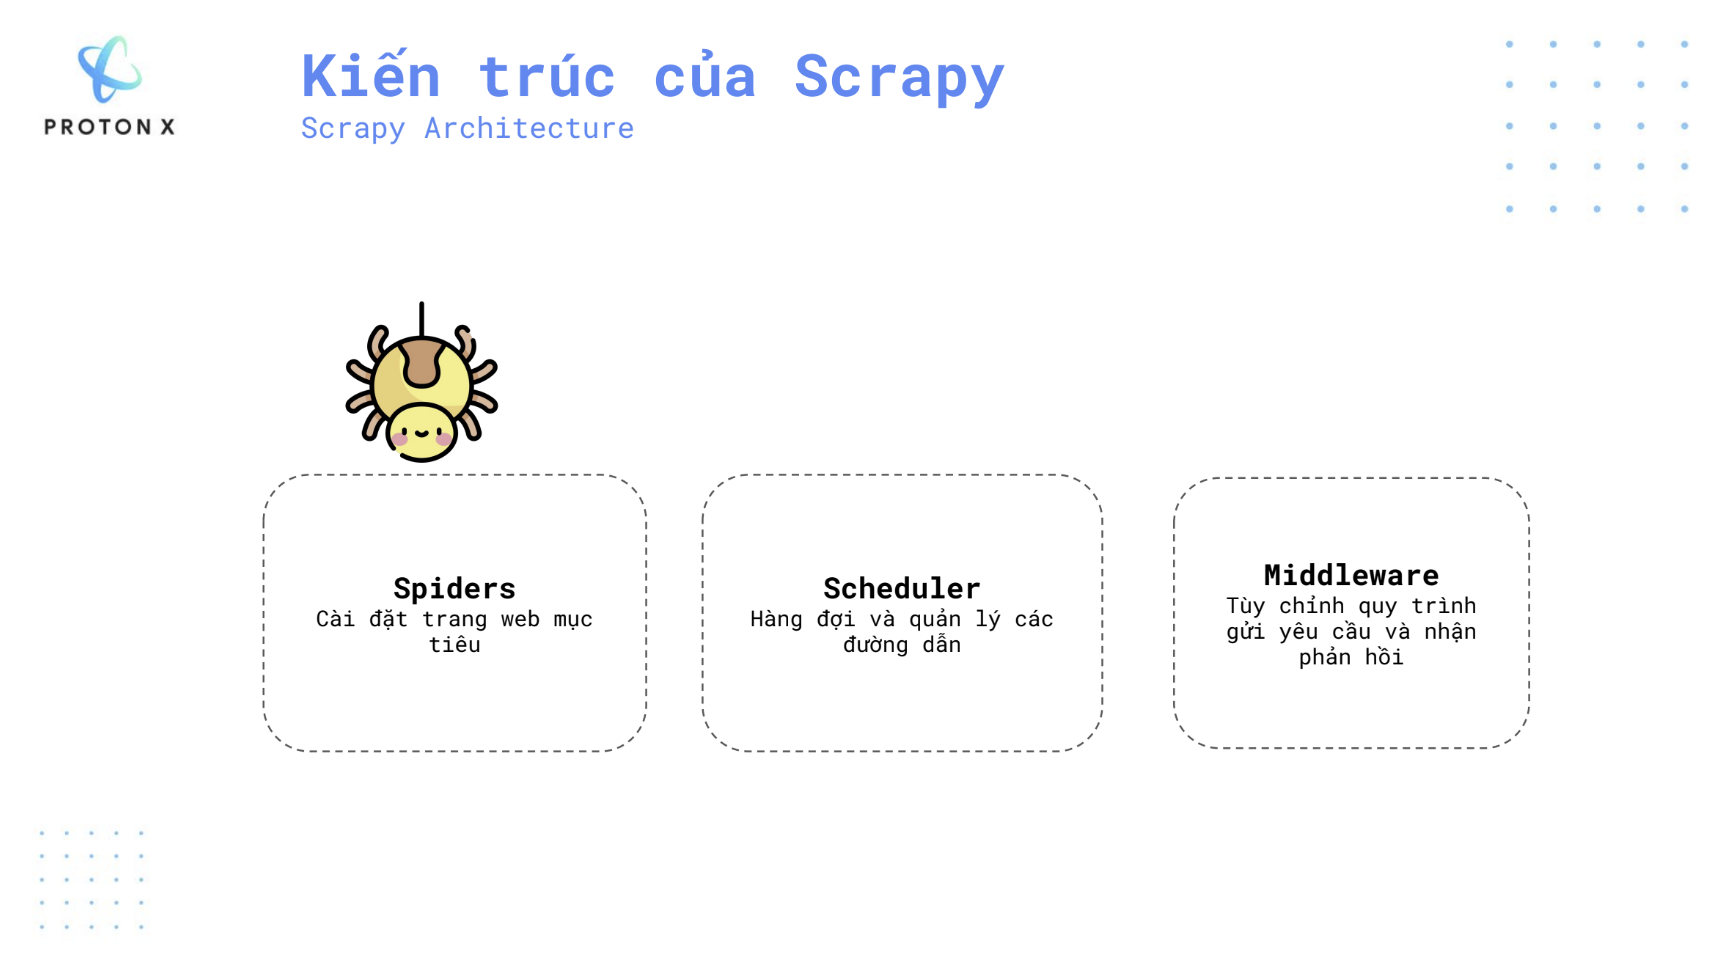 PROTON X
Kiến trúc của Scrapy
Scrapy Architecture
Spiders
Cài đặt trang web mục
tiêu
Scheduler
Hàng đợi và quản lý các
đường dẫn
Middleware
Tùy chỉnh quy trình
gửi yêu cầu và nhận
phản hồi